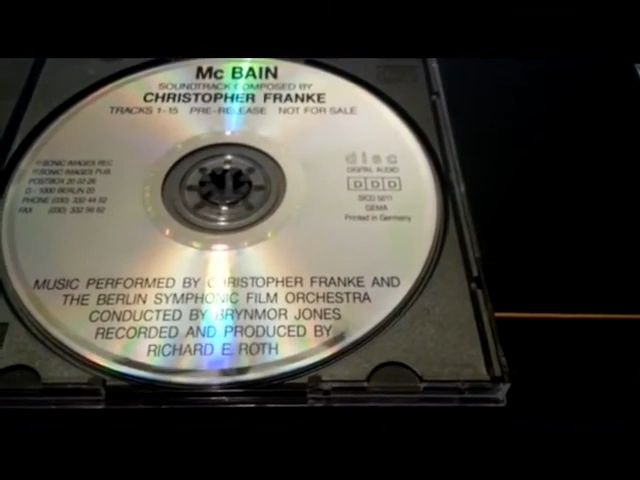 Mc BAIN
SOUNDTRACK COMPOSED BY
CHRISTOPHER FRANKE
TRACKS 1-15 PRE-RELEASE NOT FOR SALE
℗SONIC IMAGES REC
©SONIC IMAGES PUB
POSTBOX 20 02 26
D - 1000 BERLIN 20
PHONE (030) 332 44 52
FAX (030) 332 56 82
disc
DIGITAL AUDIO
DDD
SICD 5011
GEMA
Printed in Germany
MUSIC PERFORMED BY CHRISTOPHER FRANKE AND
THE BERLIN SYMPHONIC FILM ORCHESTRA
CONDUCTED BY BRYNMOR JONES
RECORDED AND PRODUCED BY
RICHARD E. ROTH